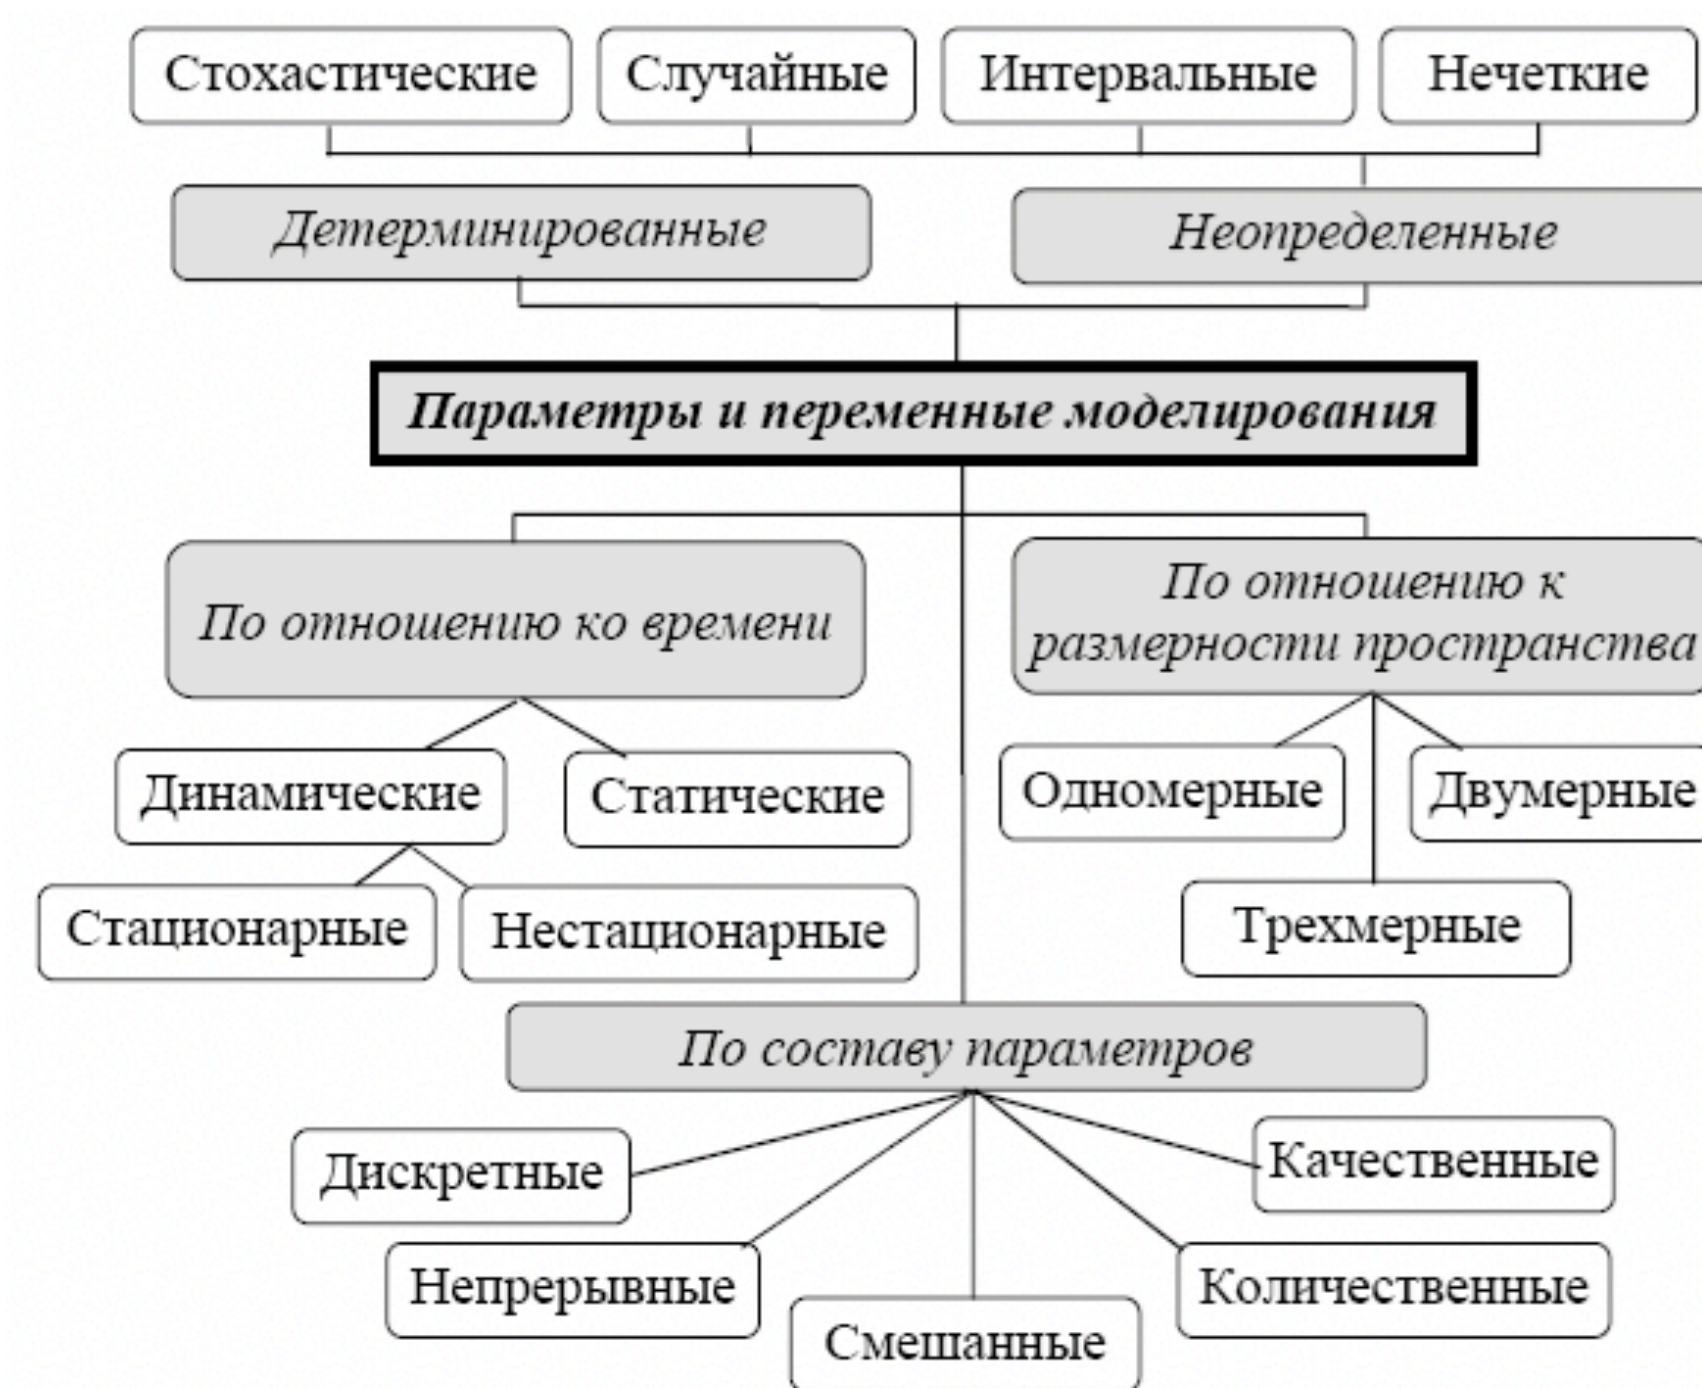 Стохастические
Случайные
Интервальные
Нечеткие
Детерминированные
Неопределенные
Параметры и переменные моделирования
По отношению ко времени
По отношению к
размерности пространства
Динамические
Статические
Одномерные
Двумерные
Стационарные
Нестационарные
Трехмерные
По составу параметров
Дискретные
Качественные
Непрерывные
Количественные
Смешанные